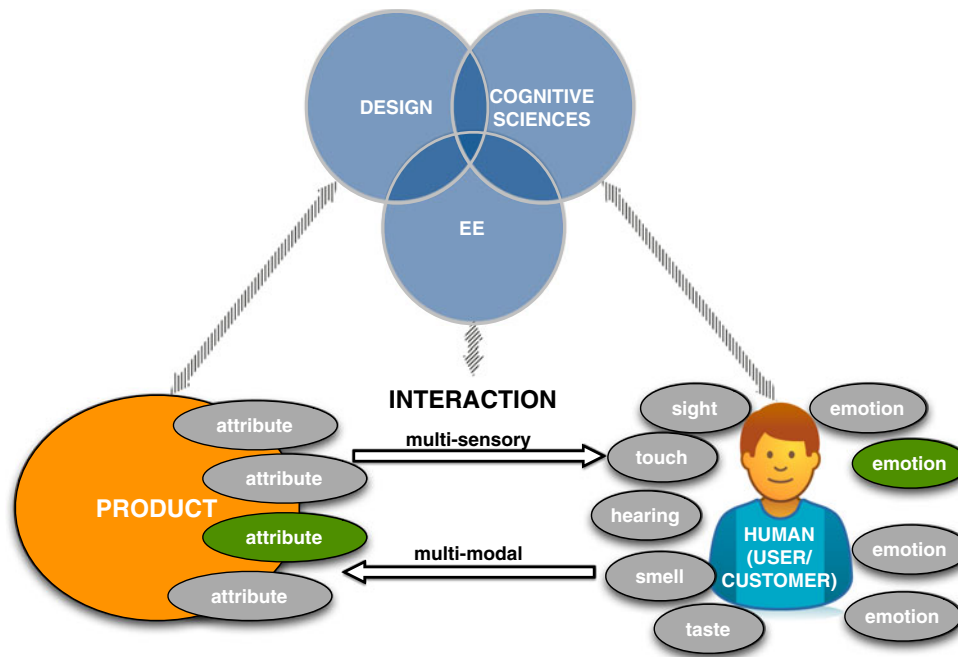 DESIGN
COGNITIVE
SCIENCES
EE
INTERACTION
multi-sensory
multi-modal
PRODUCT
attribute
attribute
attribute
attribute
sight
touch
hearing
smell
taste
HUMAN
(USER/
CUSTOMER)
emotion
emotion
emotion
emotion